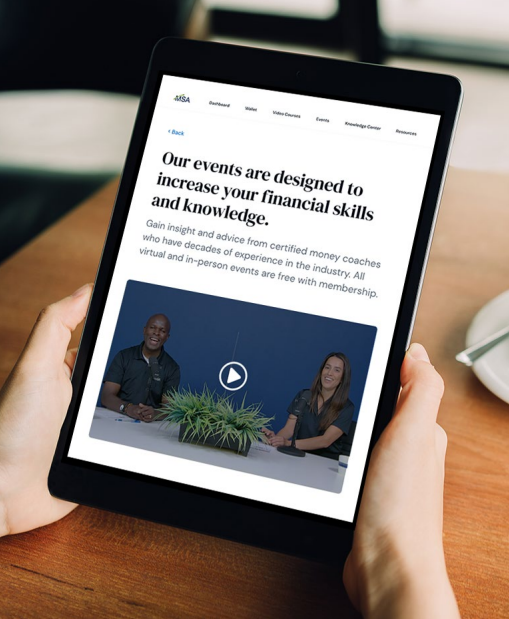 MSA
Dashboard Wallet Video Courses Events Knowledge Center Resources
< Back
Our events are designed to
increase your financial skills
and knowledge.
Gain insight and advice from certified money coaches
who have decades of experience in the industry. All
virtual and in-person events are free with membership.